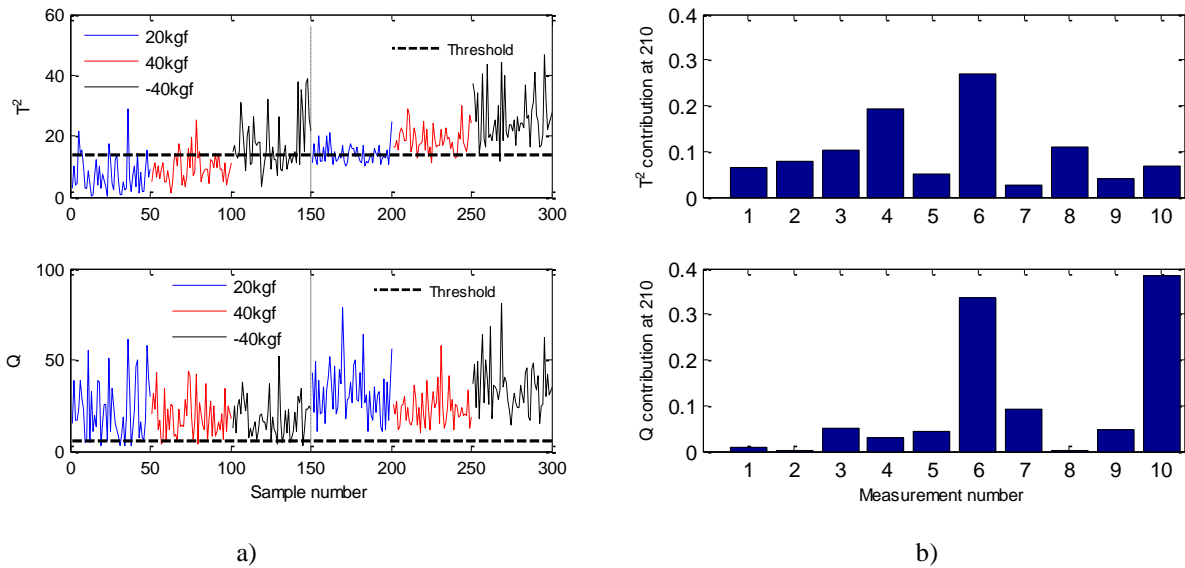 60
40
20
0
T2
20kgf
40kgf
-40kgf
Threshold
0 50 100 150 200 250 300
100
50
0
Q
20kgf
40kgf
-40kgf
Threshold
0 50 100 150 200 250 300
Sample number
a)
0.4
0.3
0.2
0.1
0
T2 contribution at 210
1 2 3 4 5 6 7 8 9 10
0.4
0.3
0.2
0.1
0
Q contribution at 210
1 2 3 4 5 6 7 8 9 10
Measurement number
b)